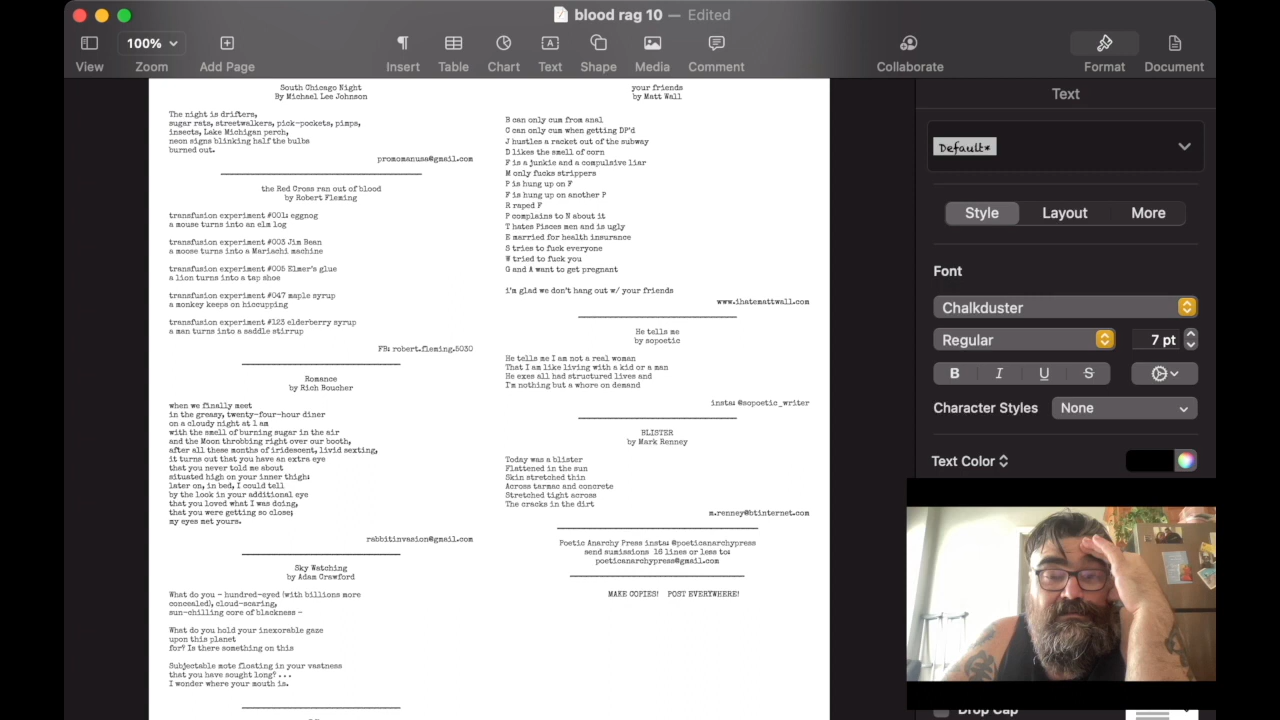 blood rag 10 — Edited
100%
View
Zoom
Add Page
Insert
Table
Chart
Text
Shape
Media
Comment
Collaborate
Format
Document
South Chicago Night
By Michael Lee Johnson
The night is drifters,
sugar rats, streetwalkers, pick-pockets, pimps,
insects, Lake Michigan perch,
neon signs blinking half the bulbs
burned out.
promomanusa@gmail.com
the Red Cross ran out of blood
by Robert Fleming
transfusion experiment #001: eggnog
a mouse turns into an elm log
transfusion experiment #003 Jim Bean
a moose turns into a Mariachi machine
transfusion experiment #005 Elmer's glue
a lion turns into a tap shoe
transfusion experiment #047 maple syrup
a monkey keeps on hiccupping
transfusion experiment #123 elderberry syrup
a man turns into a saddle stirrup
FB: robert.fleming.5030
Romance
by Rich Boucher
when we finally meet
in the greasy, twenty-four-hour diner
on a cloudy night at 1 am
with the smell of burning sugar in the air
and the Moon throbbing right over our booth,
after all these months of iridescent, livid sexting,
it turns out that you have an extra eye
that you never told me about
situated high on your inner thigh:
later on, in bed, I could tell
by the look in your additional eye
that you loved what I was doing,
that you were getting so close;
my eyes met yours.
rabbitinvasion@gmail.com
Sky Watching
by Adam Crawford
What do you - hundred-eyed (with billions more
concealed), cloud-scaring,
sun-chilling core of blackness -
What do you hold your inexorable gaze
upon this planet
for? Is there something on this
Subjectable mote floating in your vastness
that you have sought long? . . .
I wonder where your mouth is.
your friends
by Matt Wall
B can only cum from anal
C can only cum when getting DP'd
J hustles a racket out of the subway
D likes the smell of corn
F is a junkie and a compulsive liar
M only fucks strippers
P is hung up on F
F is hung up on another P
R raped F
P complains to N about it
T hates Pisces men and is ugly
E married for health insurance
S tries to fuck everyone
W tried to fuck you
G and A want to get pregnant
i'm glad we don't hang out w/ your friends
www.ihatemattwall.com
He tells me
by sopoetic
He tells me I am not a real woman
That I am like living with a kid or a man
He exes all had structured lives and
I'm nothing but a whore on demand
insta: @sopoetic_writer
BLISTER
by Mark Renney
Today was a blister
Flattened in the sun
Skin stretched thin
Across tarmac and concrete
Stretched tight across
The cracks in the dirt
m.renney@btinternet.com
Poetic Anarchy Press insta: @poeticanarchypress
send sumissions 16 lines or less to:
poeticanarchypress@gmail.com
MAKE COPIES! POST EVERYWHERE!
Text
Default*
Style
Layout
More
Font
Chalkduster
Regular
7 pt
B I U S
Character Styles
None
Text Color
Drop Cap